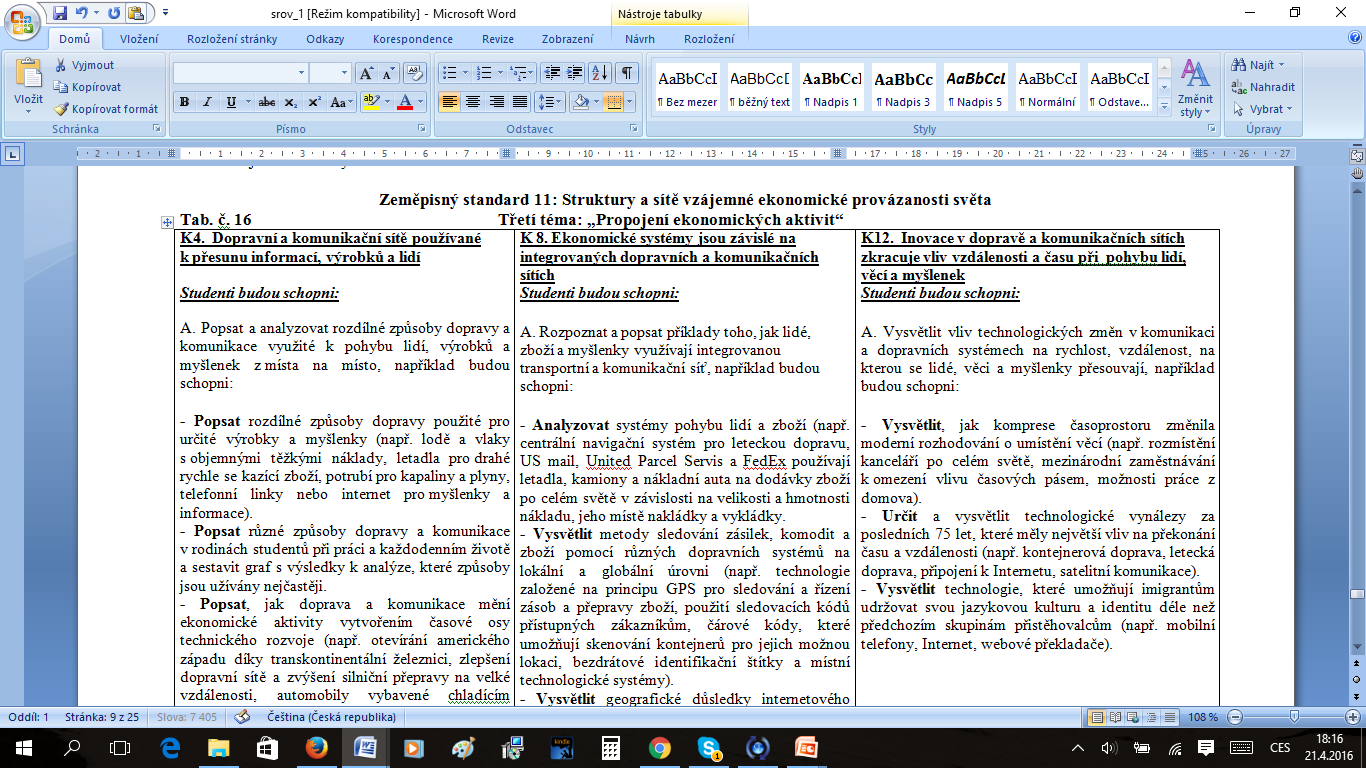 srov_1 [Režim kompatibility] - Microsoft Word
Nástroje tabulky
Domů
Vložení
Rozložení stránky
Odkazy
Korespondence
Revize
Zobrazení
Návrh
Rozložení
Vložit
Vyjmout
Kopírovat
Kopírovat formát
Schránka
Písmo
Odstavec
AaBbCcI
AaBbCcI
AaBbCcI
AaBbCc
AaBbCcL
AaBbCcI
AaBbCcI
¶ Bez mezer
¶ běžný text
¶ Nadpis 1
¶ Nadpis 3
¶ Nadpis 5
¶ Normální
¶ Odstave...
Změnit
styly
Styly
Najít
Nahradit
Vybrat
Úpravy
Zeměpisný standard 11: Struktury a sítě vzájemné ekonomické provázanosti světa
Tab. č. 16 Třetí téma: „Propojení ekonomických aktivit“
K4. Dopravní a komunikační sítě používané
k přesunu informací, výrobků a lidí
Studenti budou schopni:
A. Popsat a analyzovat rozdílné způsoby dopravy a
komunikace využité k pohybu lidí, výrobků a
myšlenek z místa na místo, například budou
schopni:
- Popsat rozdílné způsoby dopravy použité pro
určité výrobky a myšlenky (např. lodě a vlaky
s objemnými těžkými náklady, letadla pro drahé
rychle se kazící zboží, potrubí pro kapaliny a plyny,
telefonní linky nebo internet pro myšlenky a
informace).
- Popsat různé způsoby dopravy a komunikace
v rodinách studentů při práci a každodenním životě
a sestavit graf s výsledky k analýze, které způsoby
jsou užívány nejčastěji.
- Popsat, jak doprava a komunikace mění
ekonomické aktivity vytvořením časové osy
technického rozvoje (např. otevírání amerického
západu díky transkontinentální železnici, zlepšení
dopravní sítě a zvýšení silniční přepravy na velké
vzdálenosti, automobily vybavené chladícím
K 8. Ekonomické systémy jsou závislé na
integrovaných dopravních a komunikačních
sítích
Studenti budou schopni:
A. Rozpoznat a popsat příklady toho, jak lidé,
zboží a myšlenky využívají integrovanou
transportní a komunikační síť, například budou
schopni:
- Analyzovat systémy pohybu lidí a zboží (např.
centrální navigační systém pro leteckou dopravu,
US mail, United Parcel Servis a FedEx používají
letadla, kamiony a nákladní auta na dodávky zboží
po celém světě v závislosti na velikosti a hmotnosti
nákladu, jeho místě nakládky a vykládky.
- Vysvětlit metody sledování zásilek, komodit a
zboží pomocí různých dopravních systémů na
lokální a globální úrovni (např. technologie
založené na principu GPS pro sledování a řízení
zásob a přepravy zboží, použití sledovacích kódů
přístupných zákazníkům, čárové kódy, které
umožňují skenování kontejnerů pro jejich možnou
lokaci, bezdrátové identifikační štítky a místní
technologické systémy).
- Vysvětlit geografické důsledky internetového
K12. Inovace v dopravě a komunikačních sítích
zkracuje vliv vzdálenosti a času při pohybu lidí,
věcí a myšlenek
Studenti budou schopni:
A. Vysvětlit vliv technologických změn v komunikaci
a dopravních systémech na rychlost, vzdálenost, na
kterou se lidé, věci a myšlenky přesouvají, například
budou schopni:
- Vysvětlit, jak komprese časoprostoru změnila
moderní rozhodování o umístění věcí (např. rozmístění
kanceláří po celém světě, mezinárodní zaměstnávání
k omezení vlivu časových pásem, možnosti práce z
domova).
- Určit a vysvětlit technologické vynálezy za
posledních 75 let, které měly největší vliv na překonání
času a vzdálenosti (např. kontejnerová doprava, letecká
doprava, připojení k Internetu, satelitní komunikace).
- Vysvětlit technologie, které umožňují imigrantům
udržovat svou jazykovou kulturu a identitu déle než
předchozím skupinám přistěhovalcům (např. mobilní
telefony, Internet, webové překladače).
Oddíl: 1
Stránka: 9 z 25
Slova: 7 405
Čeština (Česká republika)
108 %
CES
18:16
21.4.2016